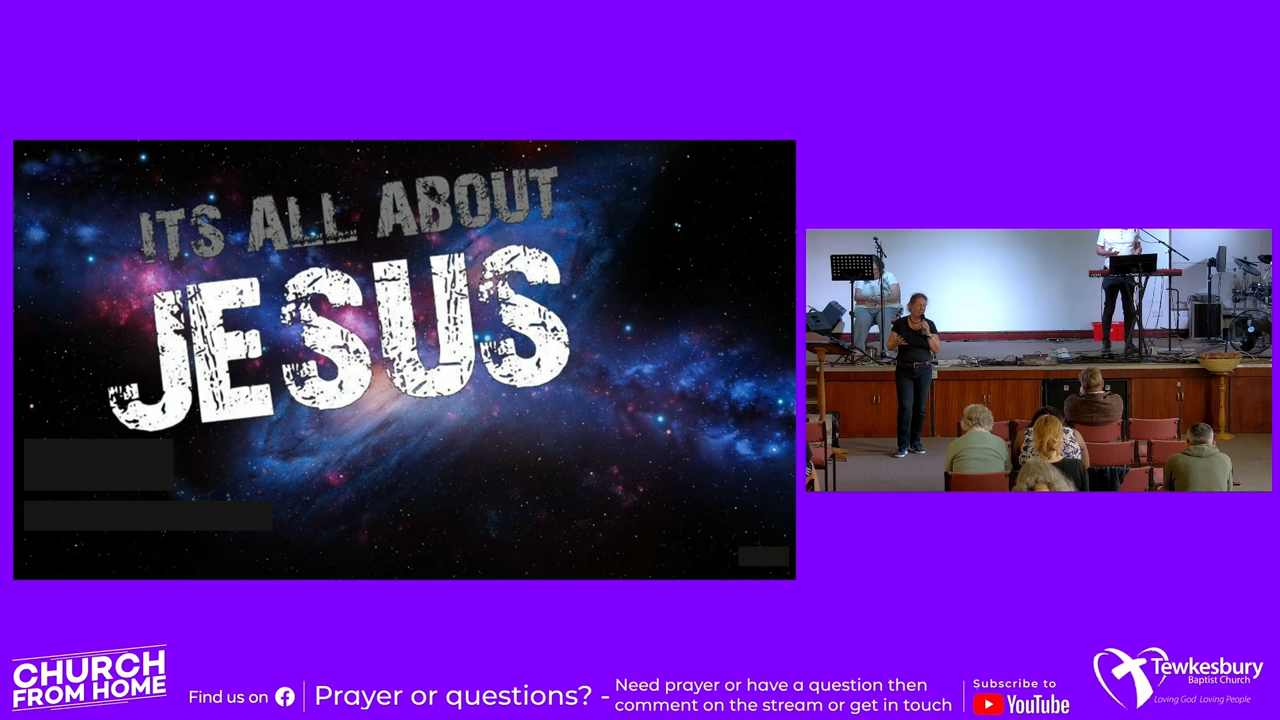 ITS ALL ABOUT
JESUS
CHURCH
FROM HOME
Find us on
Prayer or questions? -
Need prayer or have a question then
comment on the stream or get in touch
Subscribe to
YouTube
Tewkesbury
Baptist Church
Loving God Loving People